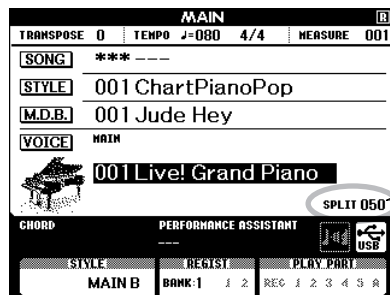 MAIN R
TRANSPOSE 0 TEMPO ♩=080 4/4 MEASURE 001
SONG *** ---
STYLE 001 ChartPianoPop
M.D.B. 001 Jude Hey
VOICE MAIN
001 Live! Grand Piano
SPLIT 050
CHORD PERFORMANCE ASSISTANT
---
USB
STYLE REGIST PLAY PART
MAIN B BANK:1 1 2 REC 1 2 3 4 5 A